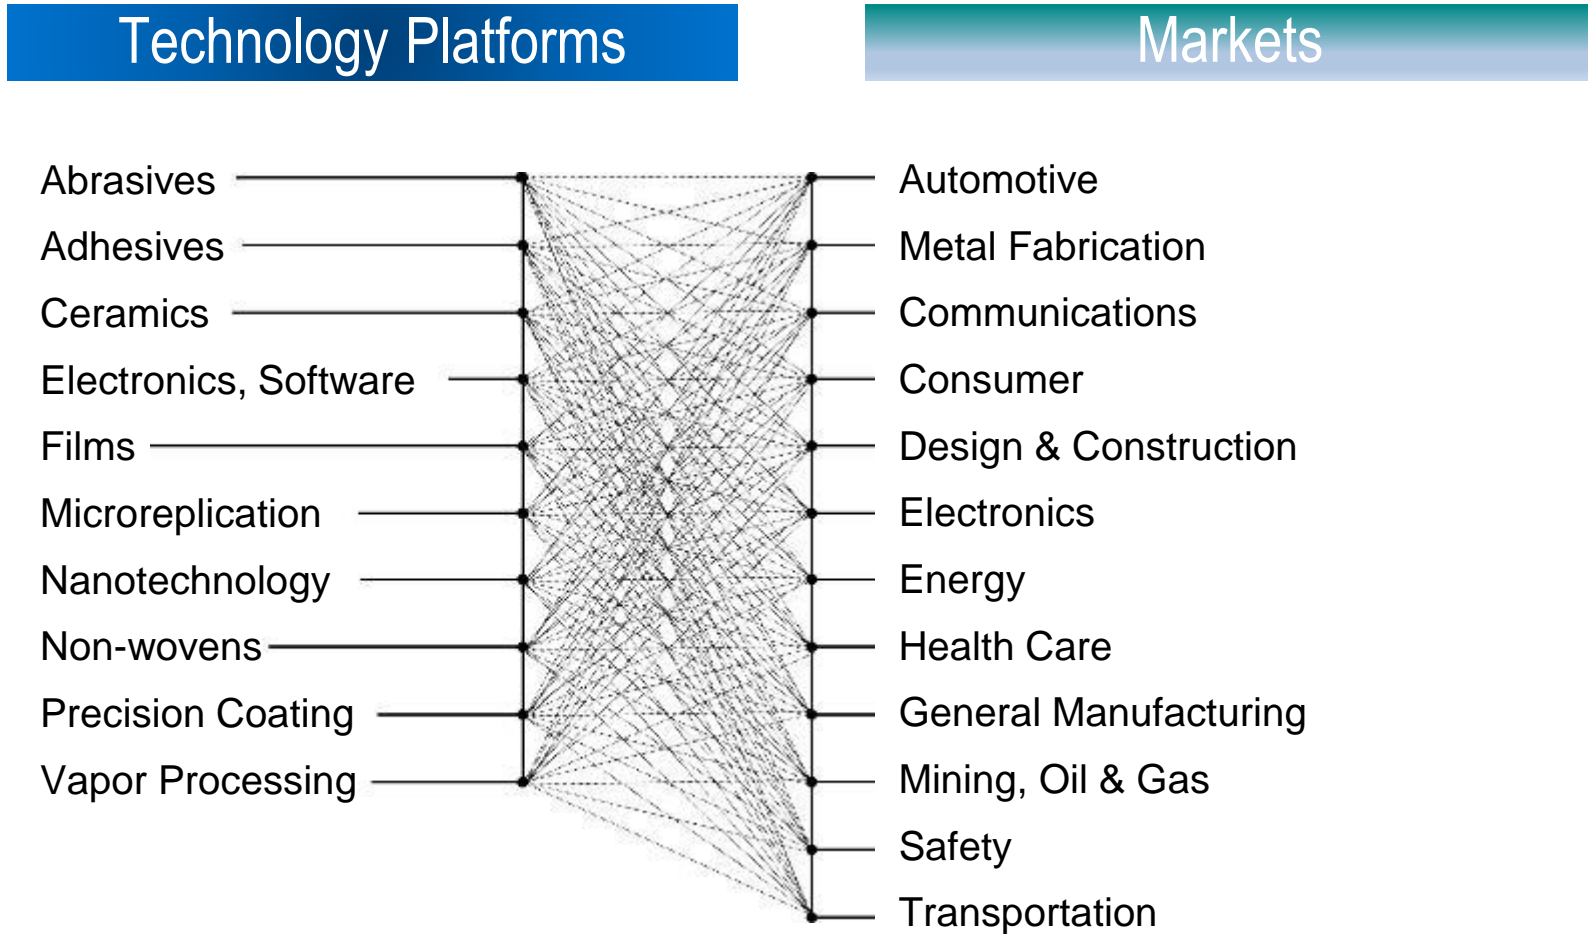 Technology Platforms
Markets
Abrasives
Adhesives
Ceramics
Electronics, Software
Films
Microreplication
Nanotechnology
Non-wovens
Precision Coating
Vapor Processing
Automotive
Metal Fabrication
Communications
Consumer
Design & Construction
Electronics
Energy
Health Care
General Manufacturing
Mining, Oil & Gas
Safety
Transportation